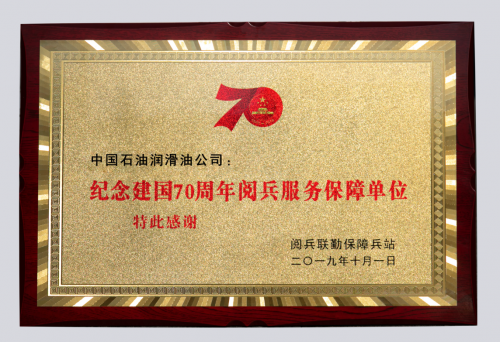 70
中国石油润滑油公司：
纪念建国70周年阅兵服务保障单位
特此感谢
阅兵联勤保障兵站
二〇一九年十月一日